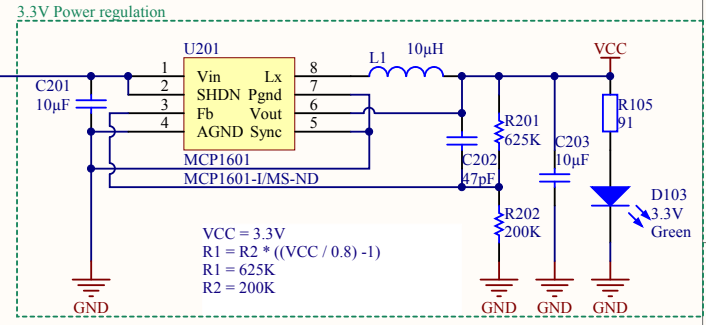 3.3V Power regulation
U201
L1 10µH VCC
1 Vin Lx 8
2 SHDN Pgnd 7
3 Fb Vout 6
4 AGND Sync 5
C201
10µF
MCP1601
MCP1601-I/MS-ND
R201
625K
C202
47pF
C203
10µF
R105
91
R202
200K
D103
3.3V
Green
VCC = 3.3V
R1 = R2 * ((VCC / 0.8) -1)
R1 = 625K
R2 = 200K
GND GND GND GND